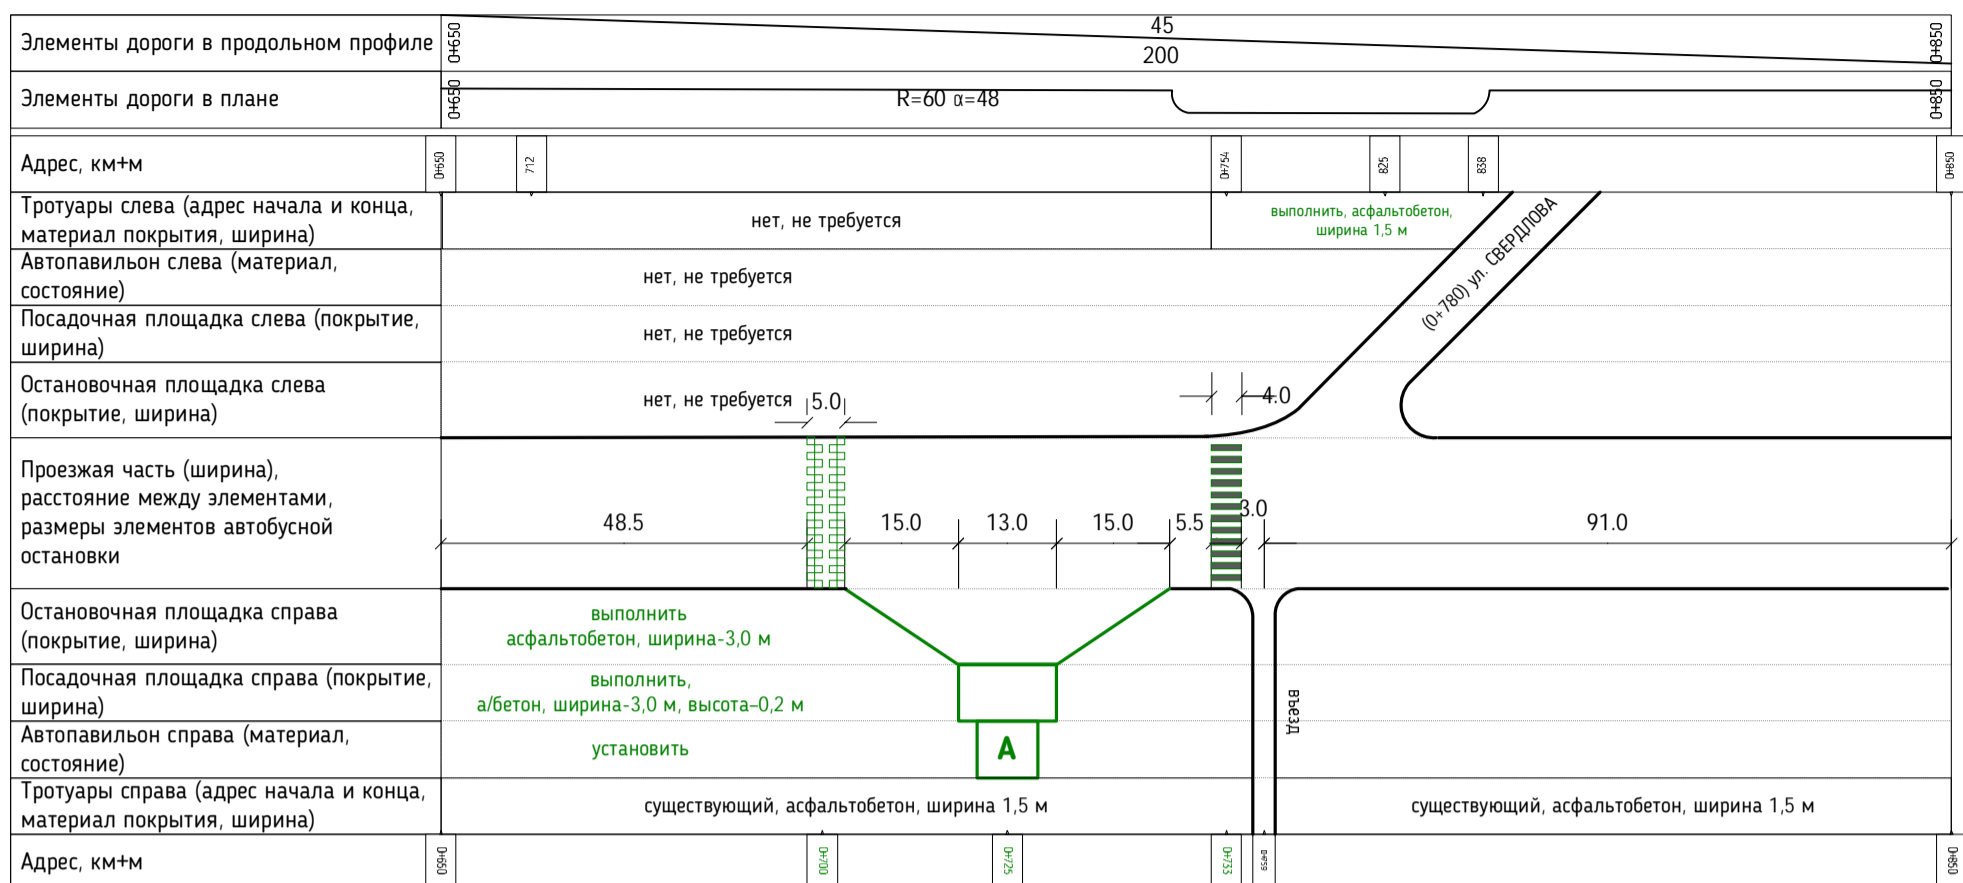 Элементы дороги в продольном профиле
0+650
45
200
0+850
Элементы дороги в плане
0+650
R=60 α=48
0+850
Адрес, км+м
0+650
712
0+754
825
838
0+850
Тротуары слева (адрес начала и конца,
материал покрытия, ширина)
нет, не требуется
выполнить, асфальтобетон,
ширина 1,5 м
(0+780) ул. СВЕРДЛОВА
Автопавильон слева (материал,
состояние)
нет, не требуется
Посадочная площадка слева (покрытие,
ширина)
нет, не требуется
Остановочная площадка слева
(покрытие, ширина)
нет, не требуется
5.0
4.0
Проезжая часть (ширина),
расстояние между элементами,
размеры элементов автобусной
остановки
48.5
15.0
13.0
15.0
5.5
3.0
91.0
Остановочная площадка справа
(покрытие, ширина)
выполнить
асфальтобетон, ширина-3,0 м
Посадочная площадка справа (покрытие,
ширина)
выполнить,
а/бетон, ширина-3,0 м, высота-0,2 м
въезд
Автопавильон справа (материал,
состояние)
установить
А
Тротуары справа (адрес начала и конца,
материал покрытия, ширина)
существующий, асфальтобетон, ширина 1,5 м
существующий, асфальтобетон, ширина 1,5 м
Адрес, км+м
0+650
0+700
0+725
0+753
0+759
0+850